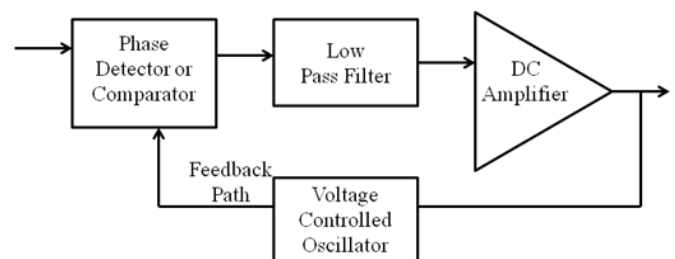 Phase
Detector or
Comparator
Low
Pass Filter
DC
Amplifier
Feedback
Path
Voltage
Controlled
Oscillator